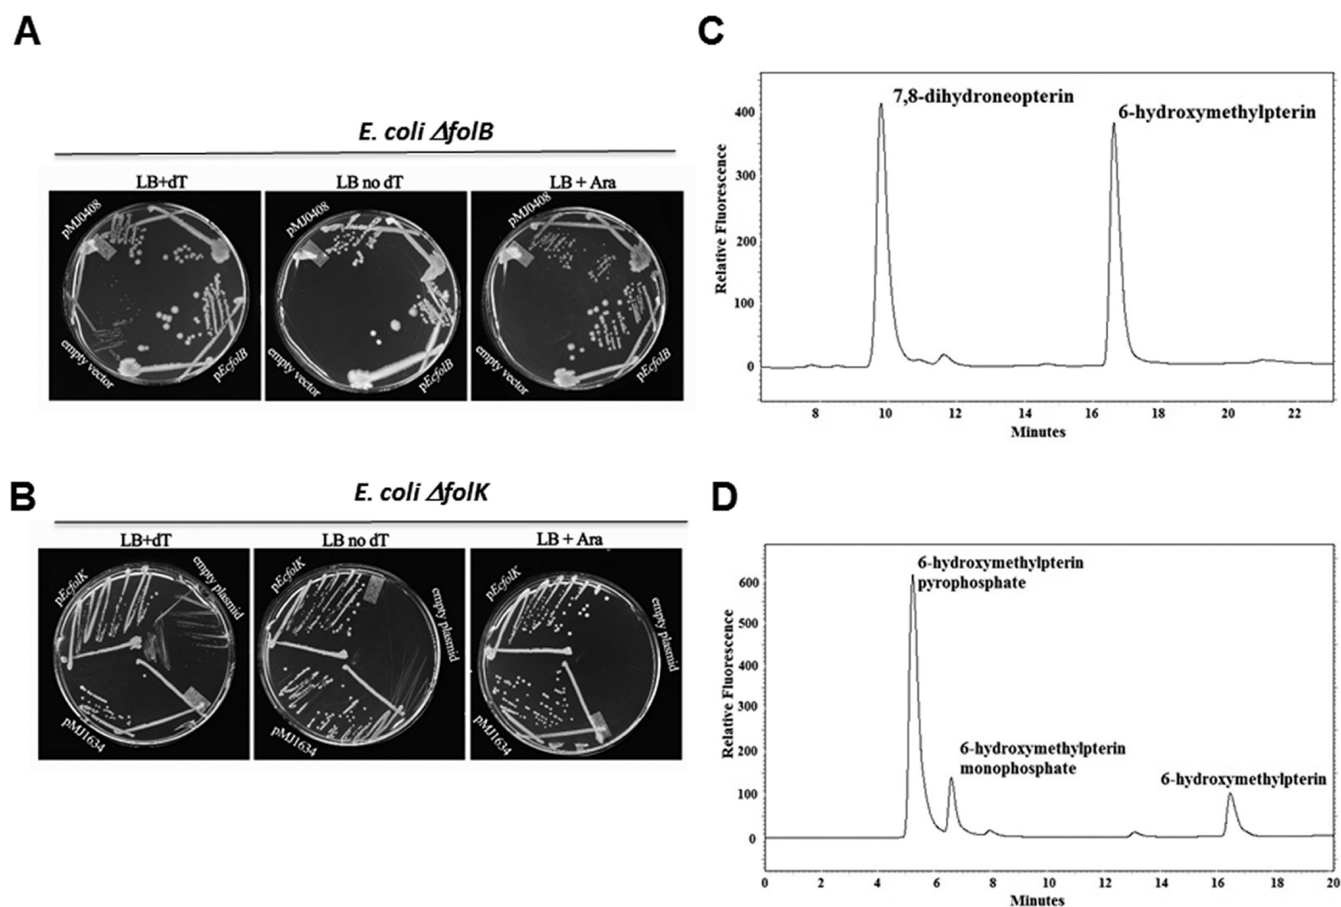 A
E. coli ΔfolB
LB+dT
LB no dT
LB + Ara
pMJ0408
empty vector
pEcfolB
pMJ0408
empty vector
pEcfolB
pMJ0408
empty vector
pEcfolB
B
E. coli ΔfolK
LB+dT
LB no dT
LB + Ara
pEcfolK
empty plasmid
pMJ1634
pEcfolK
empty plasmid
pMJ1634
pEcfolK
empty plasmid
pMJ1634
C
7,8-dihydroneopterin
6-hydroxymethylpterin
Relative Fluorescence
400
300
200
100
0
8 10 12 14 16 18 20 22
Minutes
D
6-hydroxymethylpterin
pyrophosphate
6-hydroxymethylpterin
monophosphate
6-hydroxymethylpterin
Relative Fluorescence
600
500
400
300
200
100
0
0 2 4 6 8 10 12 14 16 18 20
Minutes